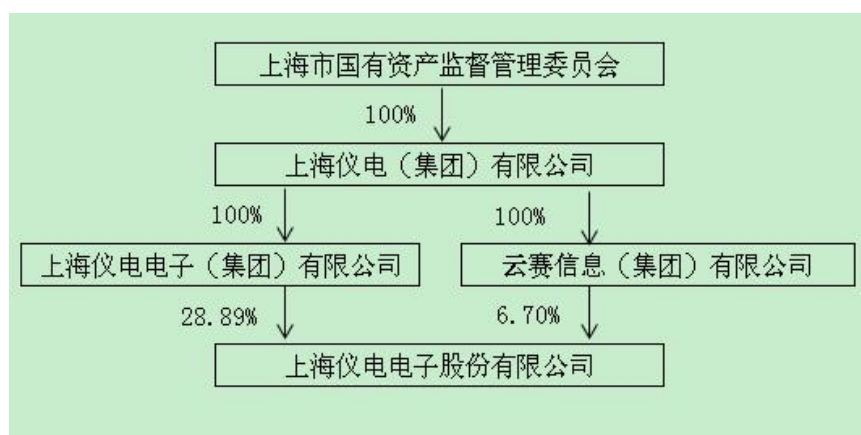 上海市国有资产监督管理委员会
100%
上海仪电（集团）有限公司
100%
100%
上海仪电电子（集团）有限公司
云赛信息（集团）有限公司
28.89%
6.70%
上海仪电电子股份有限公司